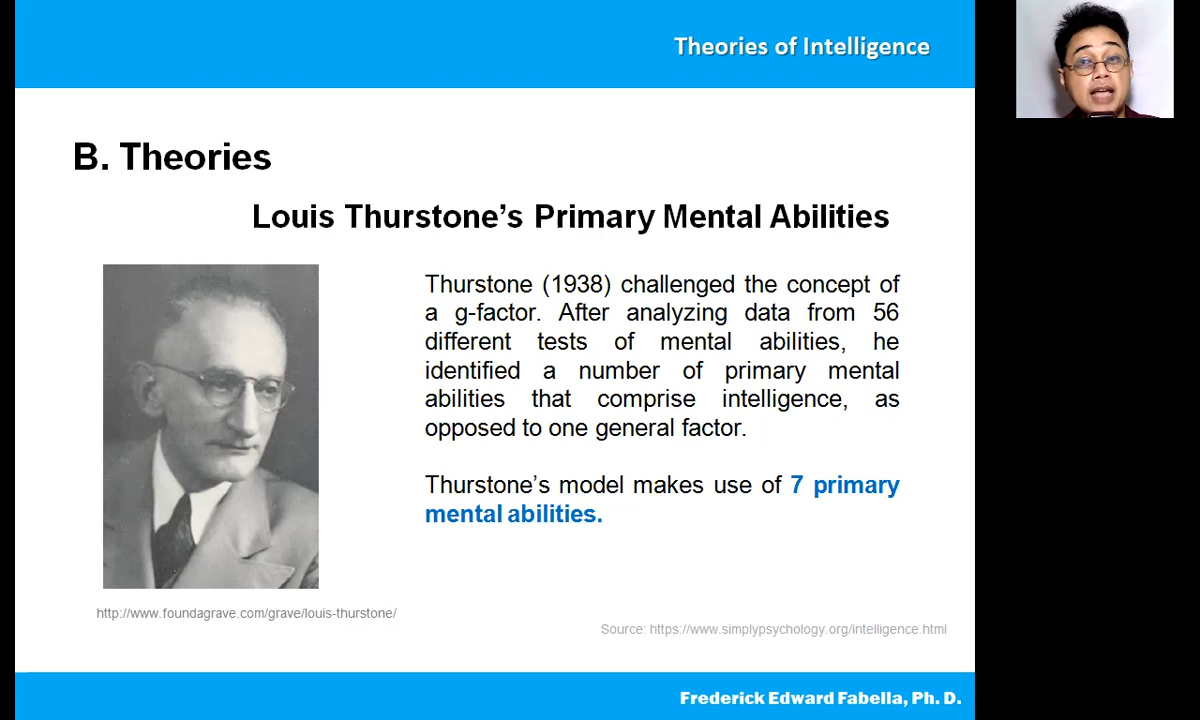 Theories of Intelligence
B. Theories
Louis Thurstone's Primary Mental Abilities
Thurstone (1938) challenged the concept of
a g-factor. After analyzing data from 56
different tests of mental abilities, he
identified a number of primary mental
abilities that comprise intelligence, as
opposed to one general factor.
Thurstone's model makes use of 7 primary
mental abilities.
http://www.foundagrave.com/grave/louis-thurstone/
Source: https://www.simplypsychology.org/intelligence.html
Frederick Edward Fabella, Ph. D.